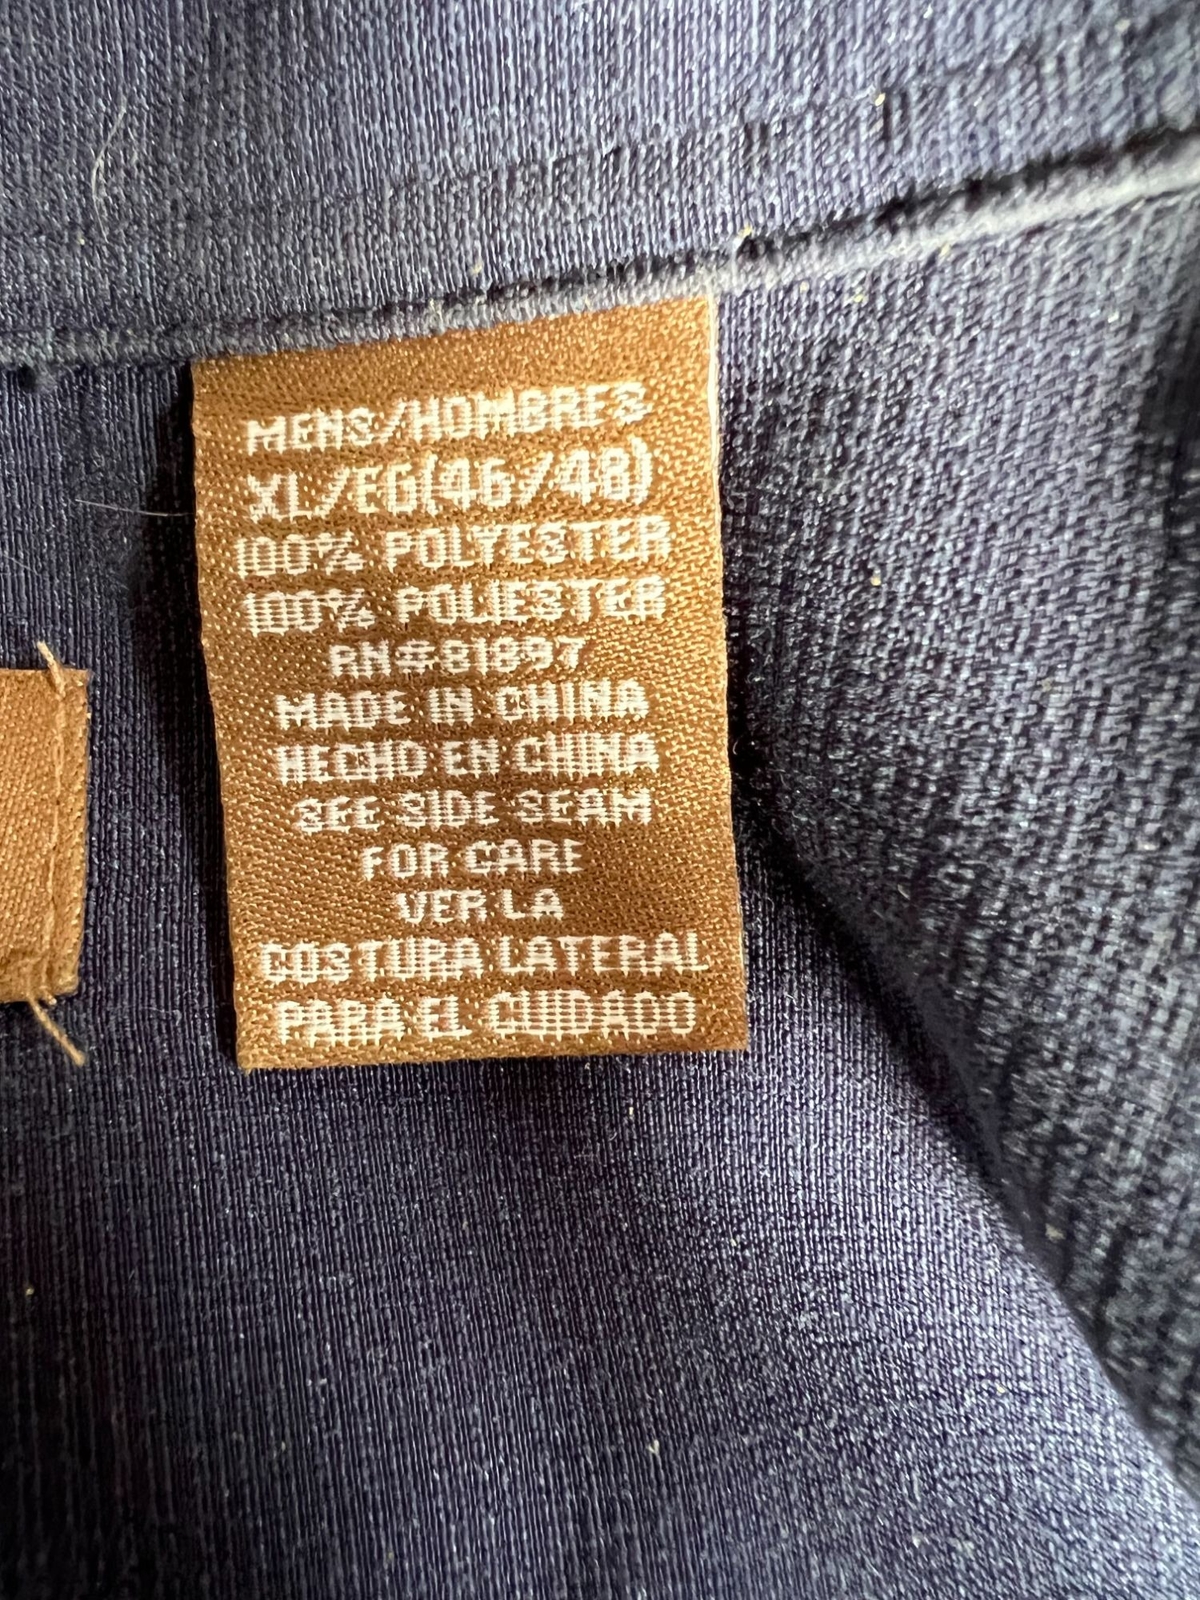 MENS/HOMBRES
XL/EG(46/48)
100% POLYESTER
100% POLIESTER
RN#81897
MADE IN CHINA
HECHO EN CHINA
SEE SIDE SEAM
FOR CARE
VER LA
COSTURA LATERAL
PARA EL CUIDADO